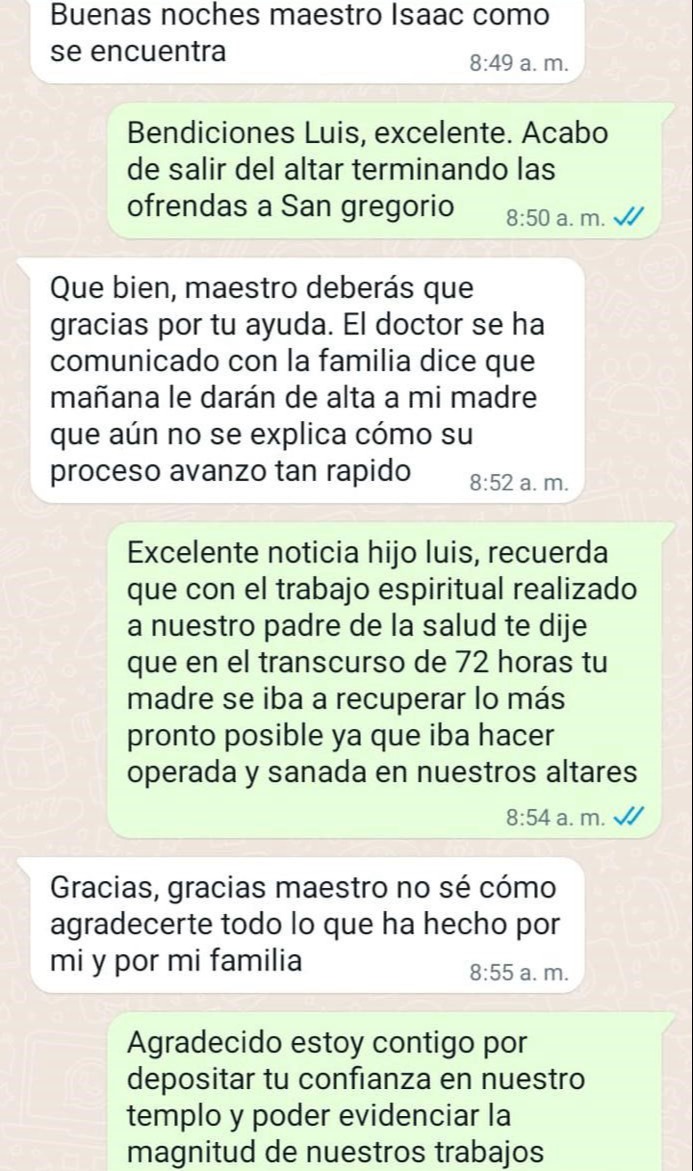 Buenas noches maestro Isaac como
se encuentra
8:49 a. m.
Bendiciones Luis, excelente. Acabo
de salir del altar terminando las
ofrendas a San gregorio
8:50 a. m.
Que bien, maestro deberás que
gracias por tu ayuda. El doctor se ha
comunicado con la familia dice que
mañana le darán de alta a mi madre
que aún no se explica cómo su
proceso avanzo tan rapido
8:52 a. m.
Excelente noticia hijo luis, recuerda
que con el trabajo espiritual realizado
a nuestro padre de la salud te dije
que en el transcurso de 72 horas tu
madre se iba a recuperar lo más
pronto posible ya que iba hacer
operada y sanada en nuestros altares
8:54 a. m.
Gracias, gracias maestro no sé cómo
agradecerte todo lo que ha hecho por
mi y por mi familia
8:55 a. m.
Agradecido estoy contigo por
depositar tu confianza en nuestro
templo y poder evidenciar la
magnitud de nuestros trabajos